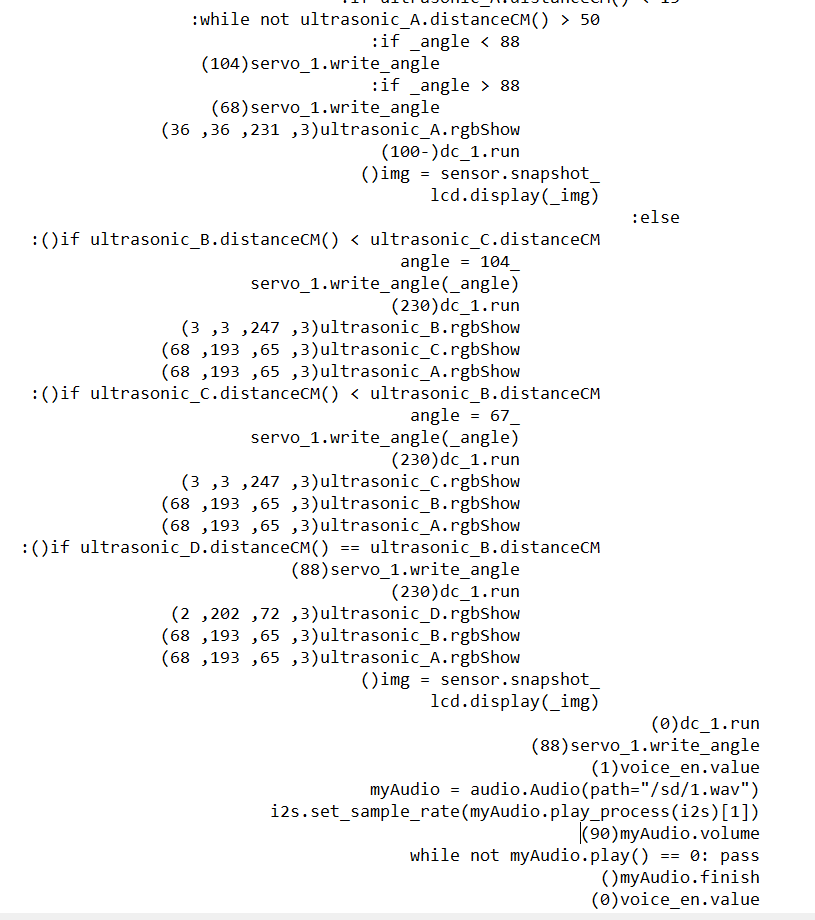 :if ultrasonic_A.distanceCM() <
:while not ultrasonic_A.distanceCM() > 50
:if _angle < 88
(104)servo_1.write_angle
:if _angle > 88
(68)servo_1.write_angle
(36 ,36 ,231 ,3)ultrasonic_A.rgbShow
(100-)dc_1.run
()img = sensor.snapshot_
lcd.display(_img)
:else
:()if ultrasonic_B.distanceCM() < ultrasonic_C.distanceCM
angle = 104_
servo_1.write_angle(_angle)
(230)dc_1.run
(3 ,3 ,247 ,3)ultrasonic_B.rgbShow
(68 ,193 ,65 ,3)ultrasonic_C.rgbShow
(68 ,193 ,65 ,3)ultrasonic_A.rgbShow
:()if ultrasonic_C.distanceCM() < ultrasonic_B.distanceCM
angle = 67_
servo_1.write_angle(_angle)
(230)dc_1.run
(3 ,3 ,247 ,3)ultrasonic_C.rgbShow
(68 ,193 ,65 ,3)ultrasonic_B.rgbShow
(68 ,193 ,65 ,3)ultrasonic_A.rgbShow
:()if ultrasonic_D.distanceCM() == ultrasonic_B.distanceCM
(88)servo_1.write_angle
(230)dc_1.run
(2 ,202 ,72 ,3)ultrasonic_D.rgbShow
(68 ,193 ,65 ,3)ultrasonic_B.rgbShow
(68 ,193 ,65 ,3)ultrasonic_A.rgbShow
()img = sensor.snapshot_
lcd.display(_img)
(0)dc_1.run
(88)servo_1.write_angle
(1)voice_en.value
myAudio = audio.Audio(path="/sd/1.wav")
i2s.set_sample_rate(myAudio.play_process(i2s)[1])
(90)myAudio.volume
while not myAudio.play() == 0: pass
()myAudio.finish
(0)voice_en.value